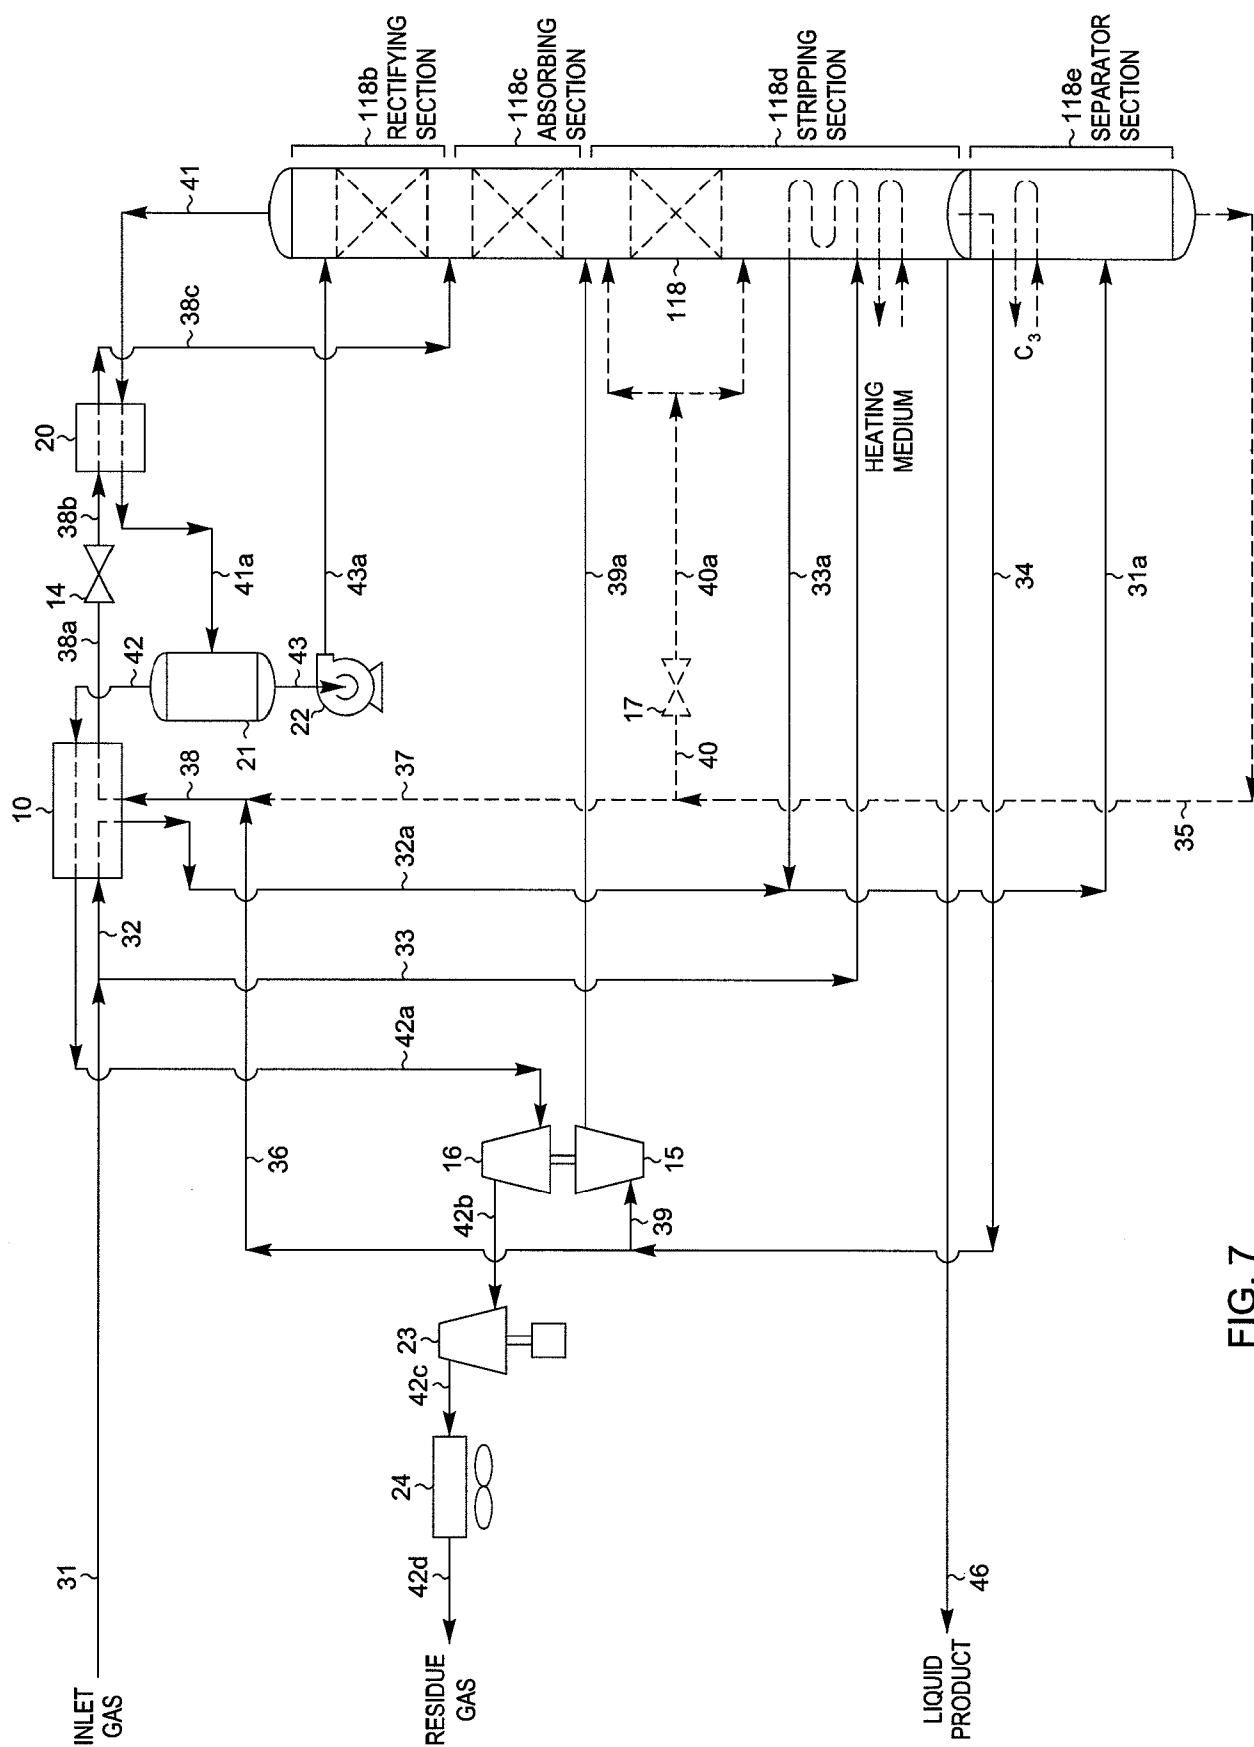 FIG. 7
INLET
GAS
31
RESIDUE
GAS
42d
24
42c
23
42b
16
15
39
36
42a
33
32
32a
10
38
37
35
40
17
40a
42
21
43
22
38a
14
38b
20
41a
43a
39a
33a
34
31a
38c
41
118
HEATING
MEDIUM
C3
LIQUID
PRODUCT
46
118b
RECTIFYING
SECTION
118c
ABSORBING
SECTION
118d
STRIPPING
SECTION
118e
SEPARATOR
SECTION